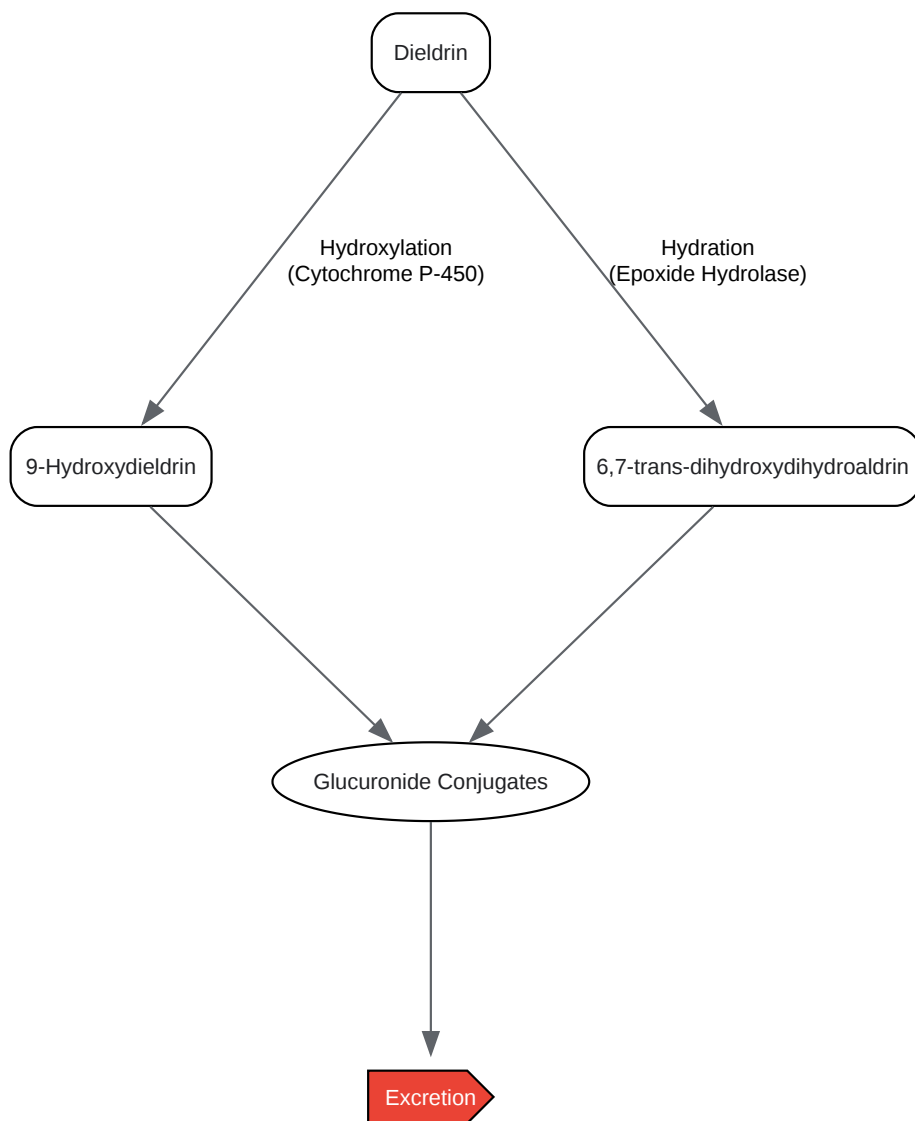 Dieldrin
Hydroxylation
(Cytochrome P-450)
Hydration
(Epoxide Hydrolase)
9-Hydroxydieldrin
6,7-trans-dihydroxydihydroaldrin
Glucuronide Conjugates
Excretion